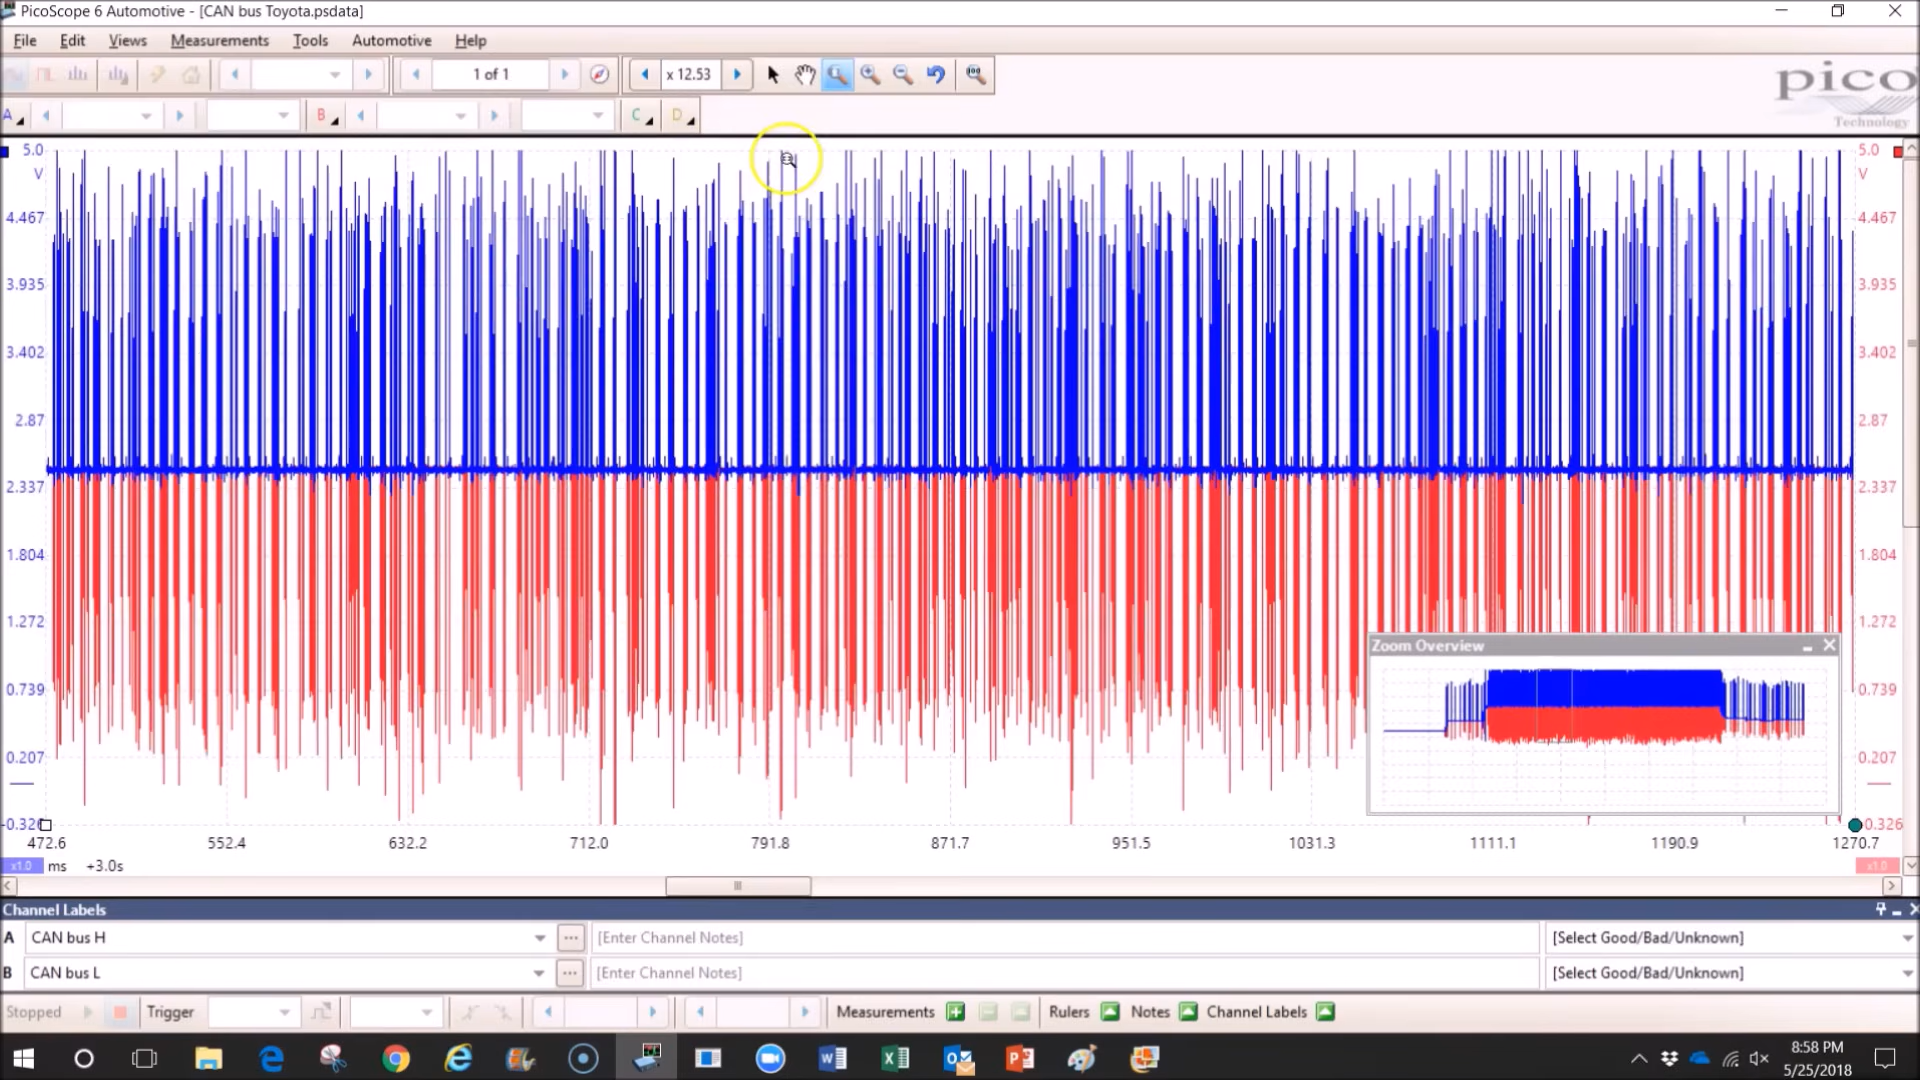 PicoScope 6 Automotive - [CAN bus Toyota.psdata]
File Edit Views Measurements Tools Automotive Help
1 of 1 x 12.53
pico
Technology
A B C D
5.0 5.0
V V
4.467 4.467
3.935 3.935
3.402 3.402
2.87 2.87
2.337 2.337
1.804 1.804
1.272 1.272
Zoom Overview
0.739 0.739
0.207 0.207
-0.326 0.326
472.6 552.4 632.2 712.0 791.8 871.7 951.5 1031.3 1111.1 1190.9 1270.7
x1.0 ms +3.0s x1.0
Channel Labels
A CAN bus H ... [Enter Channel Notes] [Select Good/Bad/Unknown]
B CAN bus L ... [Enter Channel Notes] [Select Good/Bad/Unknown]
Stopped Trigger Measurements Rulers Notes Channel Labels
8:58 PM
5/25/2018